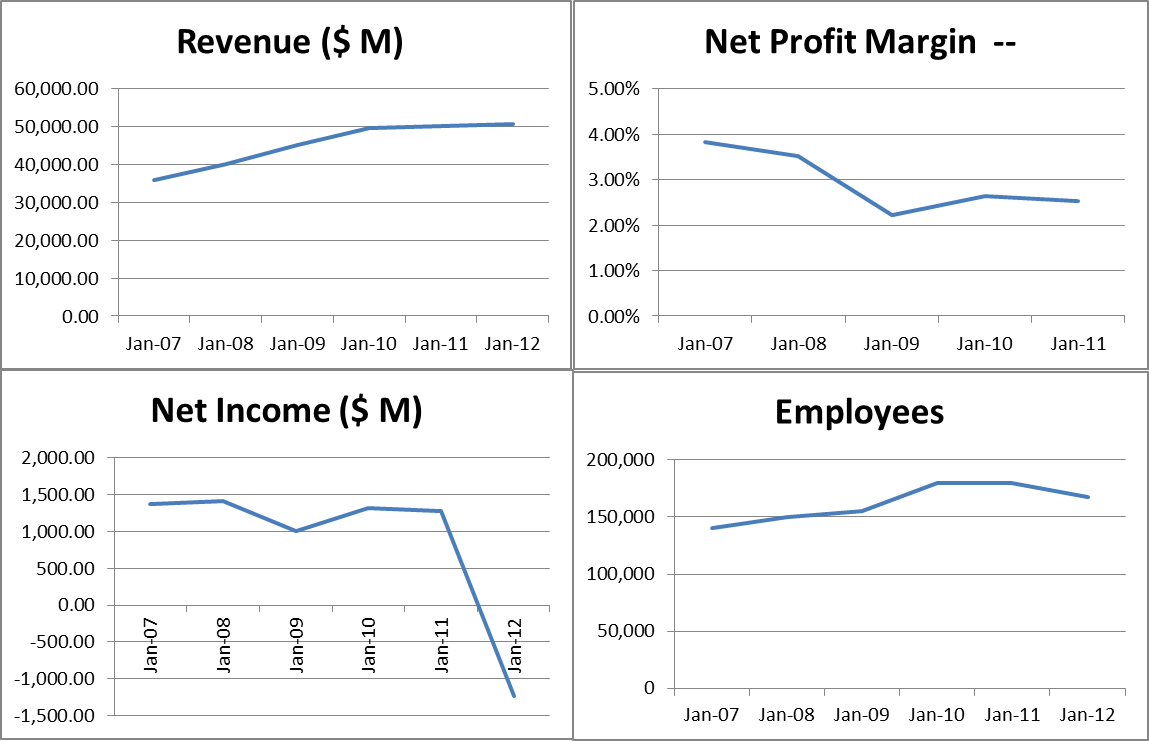 Revenue ($ M)
60,000.00
50,000.00
40,000.00
30,000.00
20,000.00
10,000.00
0.00
Jan-07 Jan-08 Jan-09 Jan-10 Jan-11 Jan-12
Net Profit Margin --
5.00%
4.00%
3.00%
2.00%
1.00%
0.00%
Jan-07 Jan-08 Jan-09 Jan-10 Jan-11
Net Income ($ M)
2,000.00
1,500.00
1,000.00
500.00
0.00
-500.00
-1,000.00
-1,500.00
Jan-07
Jan-08
Jan-09
Jan-10
Jan-11
Jan-12
Employees
200,000
150,000
100,000
50,000
0
Jan-07 Jan-08 Jan-09 Jan-10 Jan-11 Jan-12